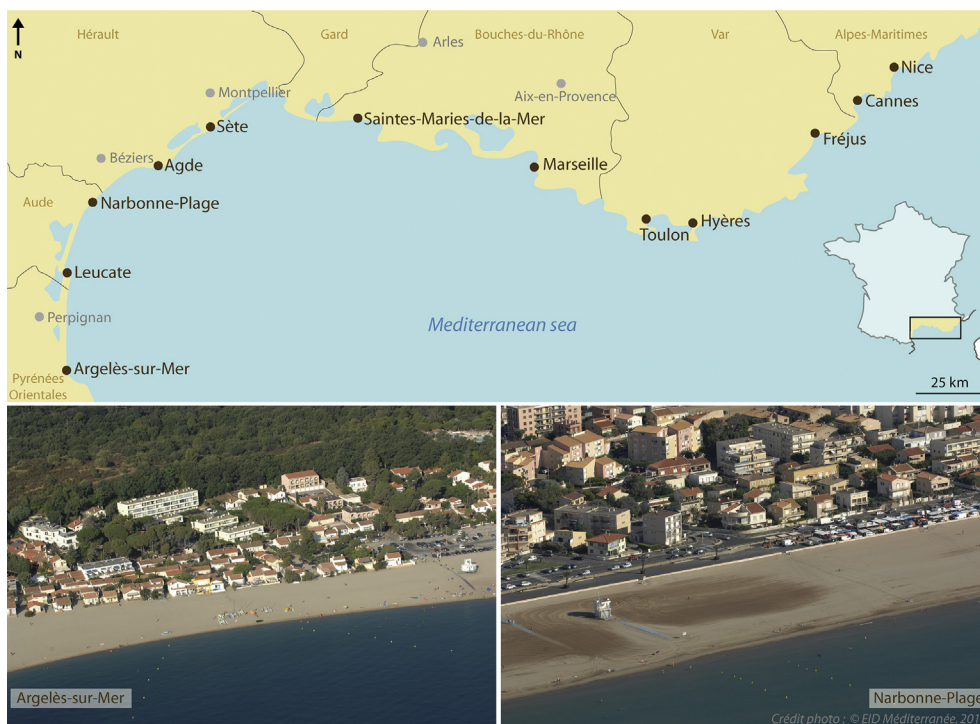 Hérault
Gard
Bouches-du-Rhône
Var
Alpes-Maritimes
N
Arles
Nice
Montpellier
Aix-en-Provence
Cannes
Saintes-Maries-de-la-Mer
Sète
Fréjus
Béziers
Agde
Marseille
Aude
Narbonne-Plage
Hyères
Toulon
Leucate
Perpignan
Mediterranean sea
Argelès-sur-Mer
Pyrénées
Orientales
25 km
Argelès-sur-Mer
Narbonne-Plage
Crédit photo : © EID Méditerranée,